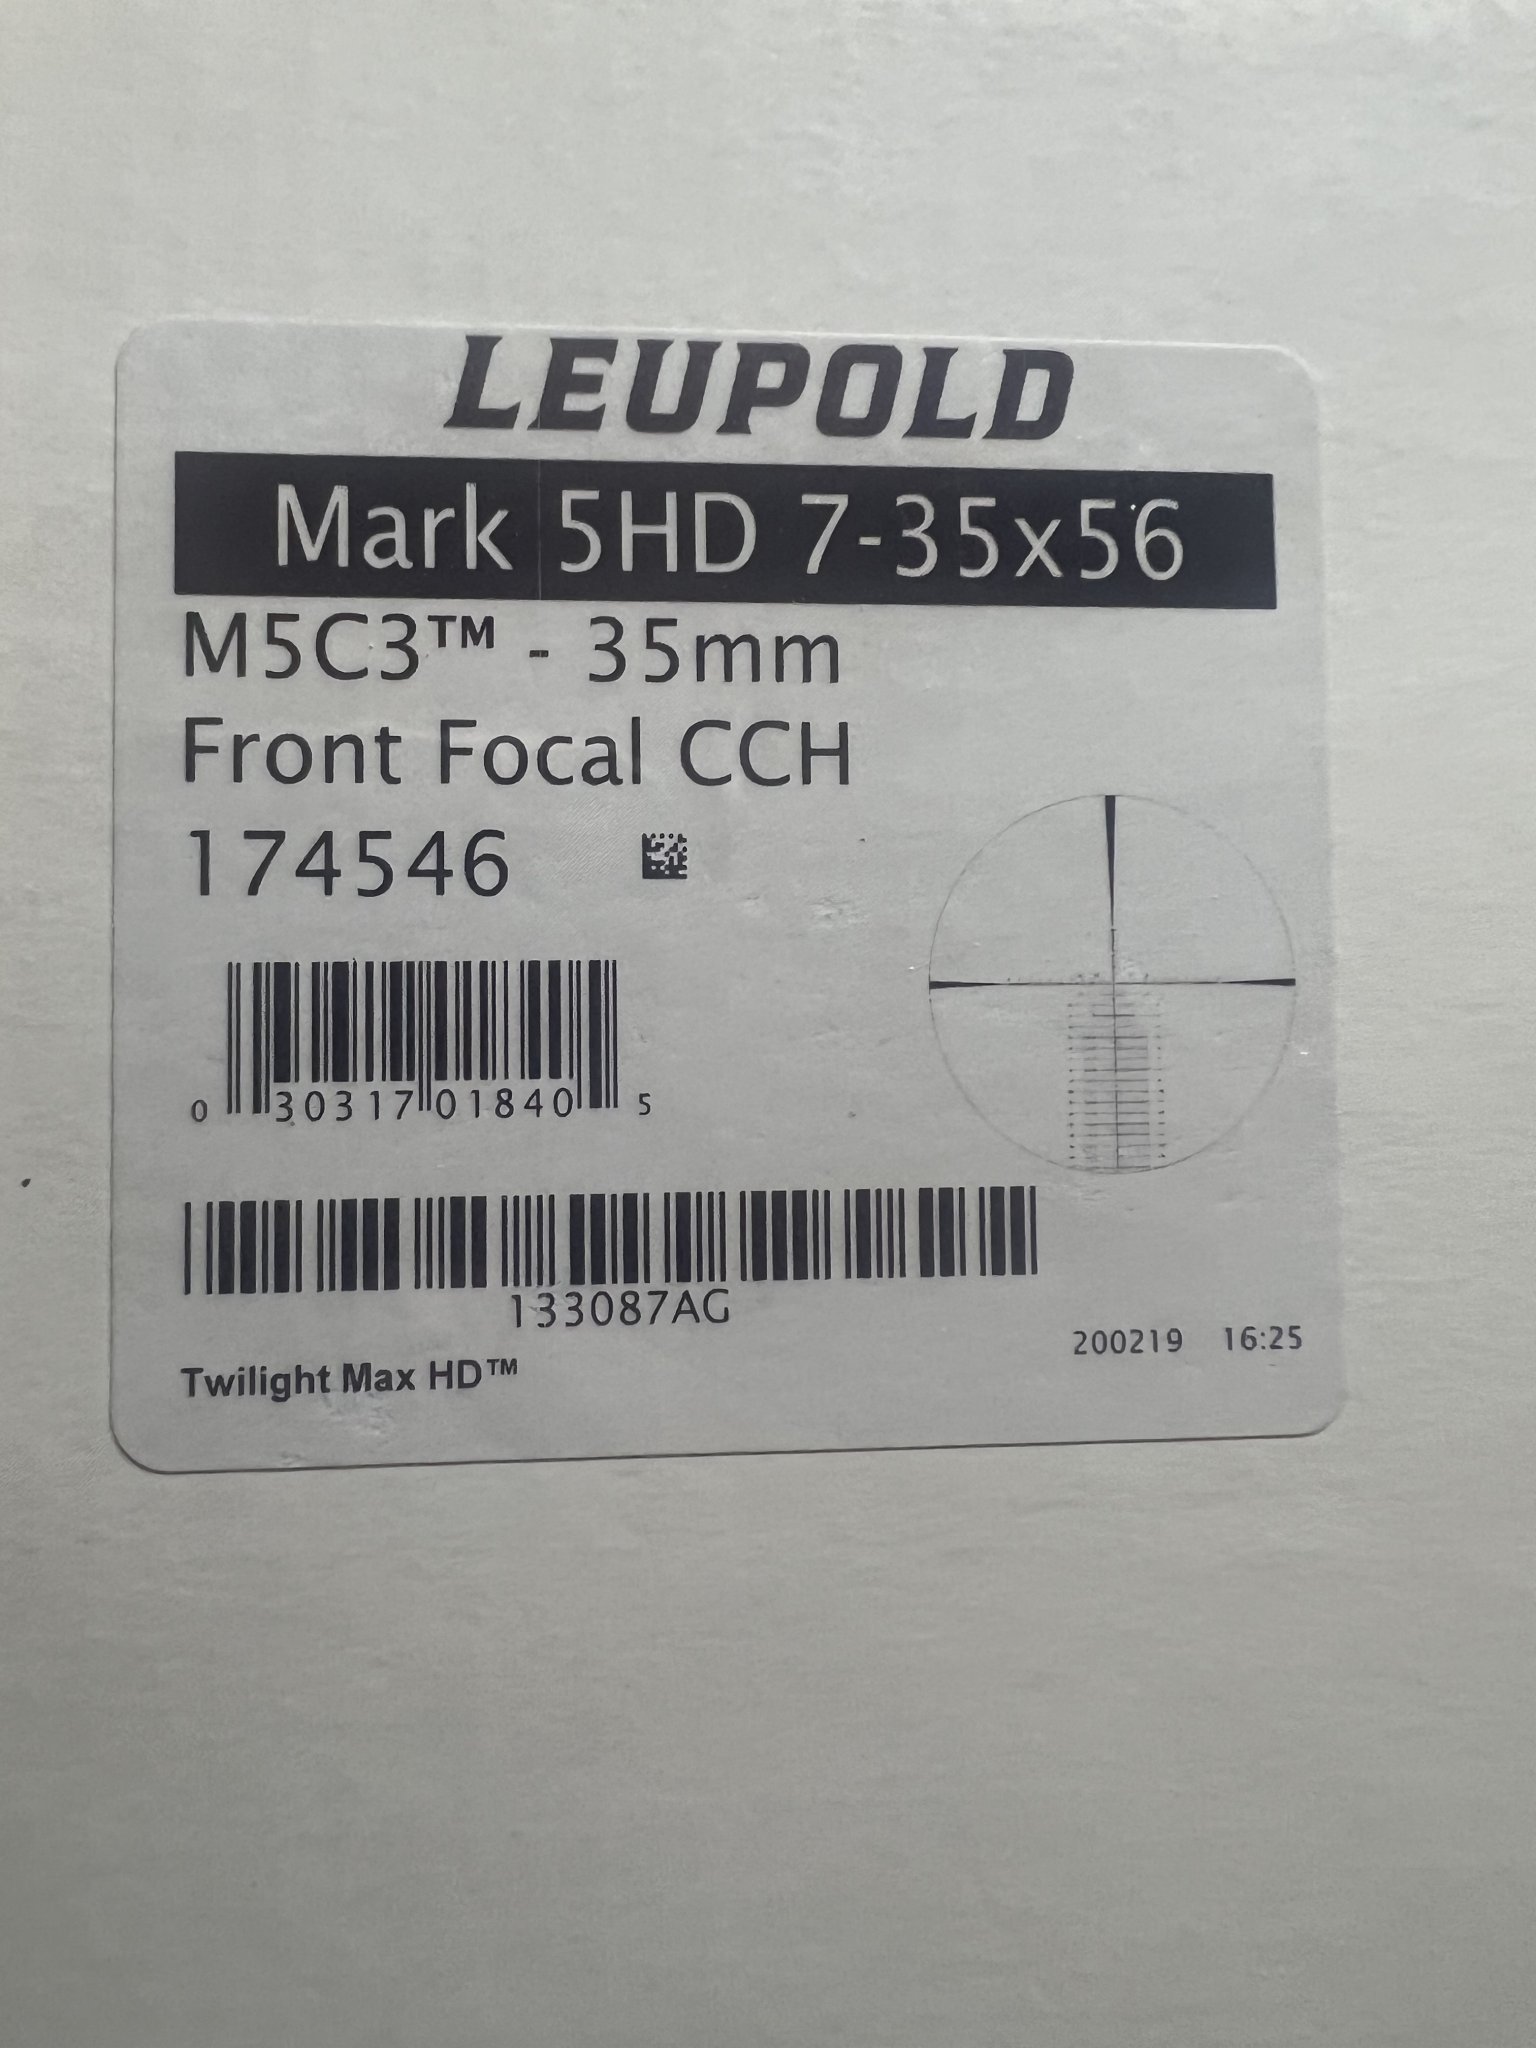 LEUPOLD
Mark 5HD 7-35x56
M5C3™ - 35mm
Front Focal CCH
174546
0 30317 01840 5
133087AG
200219 16:25
Twilight Max HD™